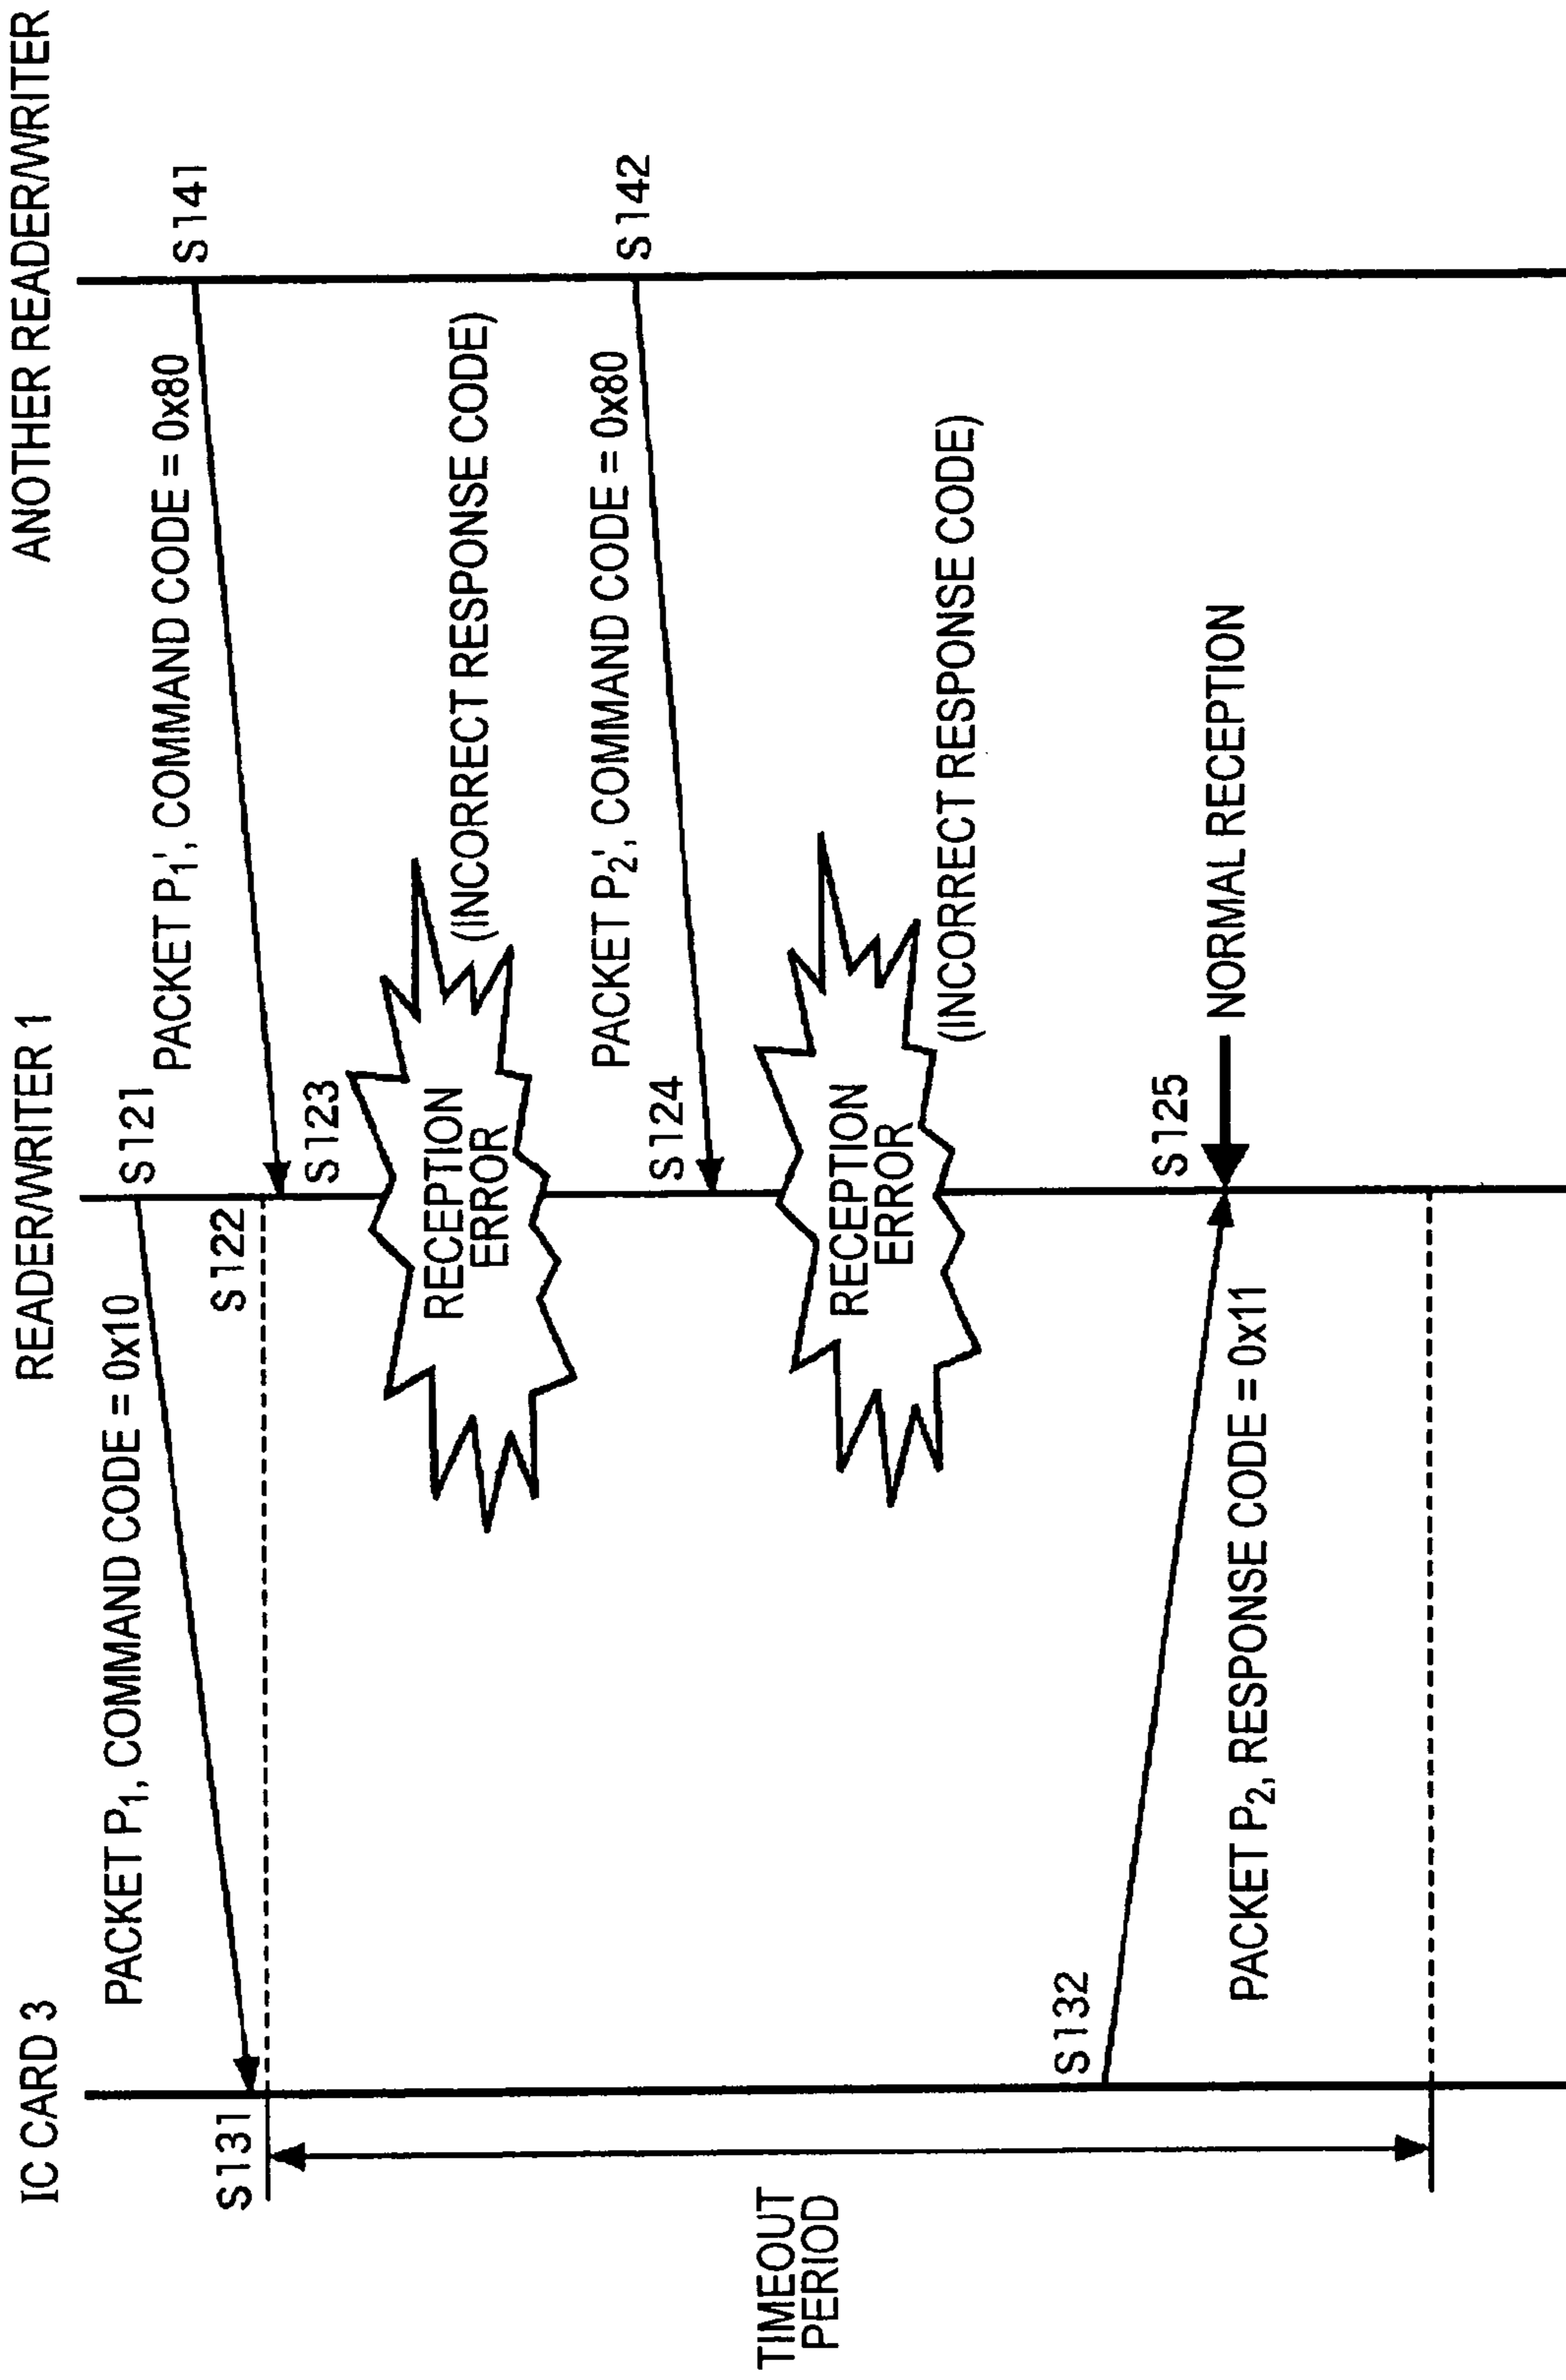 IC CARD 3
READER/WRITER 1
ANOTHER READER/WRITER
PACKET P1, COMMAND CODE = 0x10
S121
PACKET P1', COMMAND CODE = 0x80
S141
S131
S122
S123
RECEPTION
ERROR
(INCORRECT RESPONSE CODE)
PACKET P2', COMMAND CODE = 0x80
S142
S124
TIMEOUT
PERIOD
RECEPTION
ERROR
(INCORRECT RESPONSE CODE)
S132
S125
NORMAL RECEPTION
PACKET P2, RESPONSE CODE = 0x11